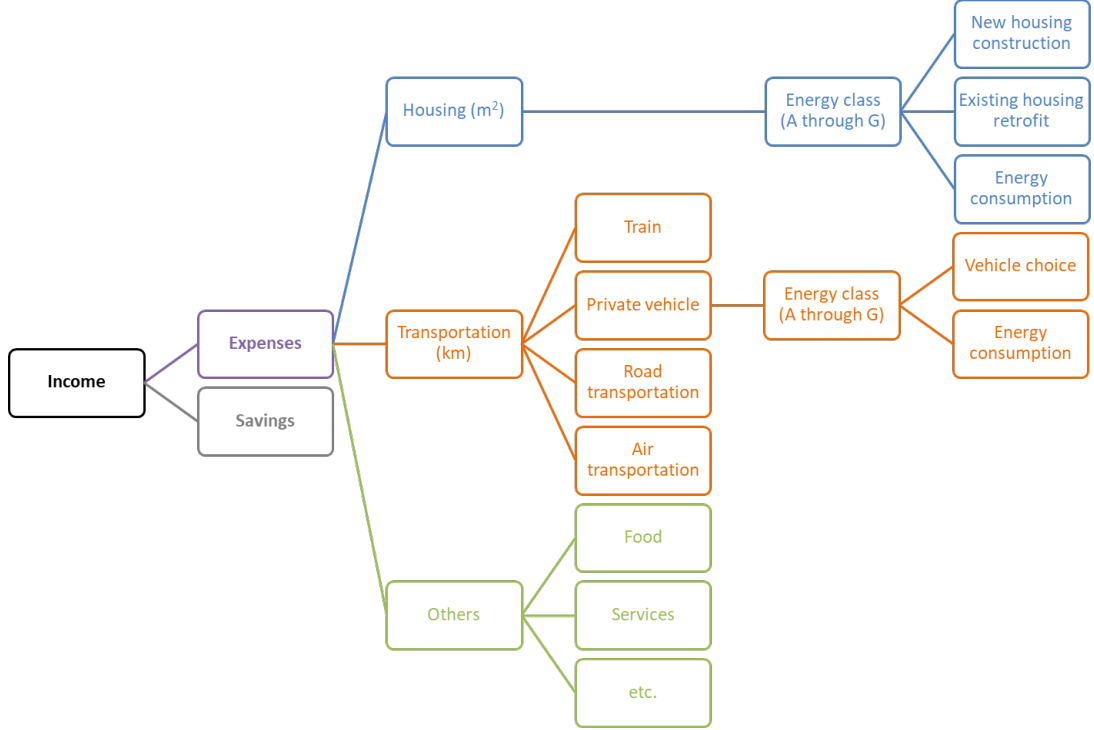 New housing
construction
Housing (m²)
Energy class
(A through G)
Existing housing
retrofit
Energy
consumption
Train
Vehicle choice
Private vehicle
Energy class
(A through G)
Expenses
Transportation
(km)
Energy
consumption
Income
Road
transportation
Savings
Air
transportation
Food
Others
Services
etc.